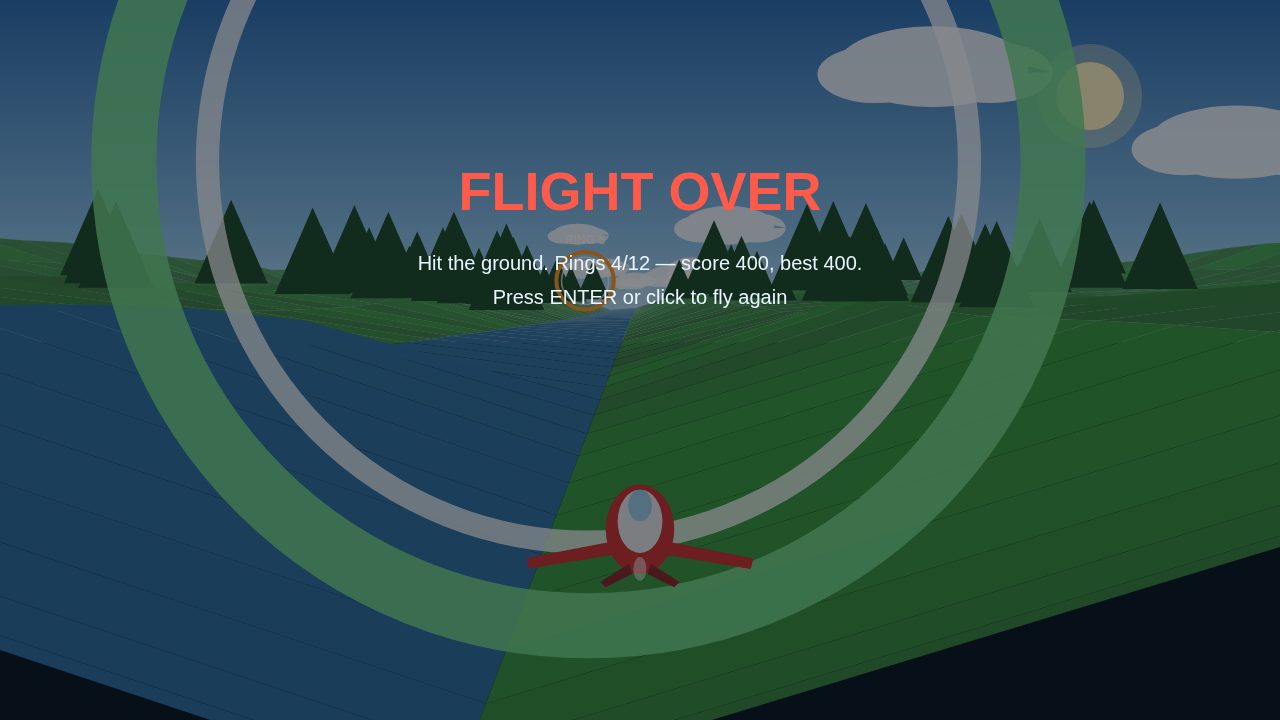 FLIGHT OVER
Hit the ground. Rings 4/12 — score 400, best 400.
Press ENTER or click to fly again